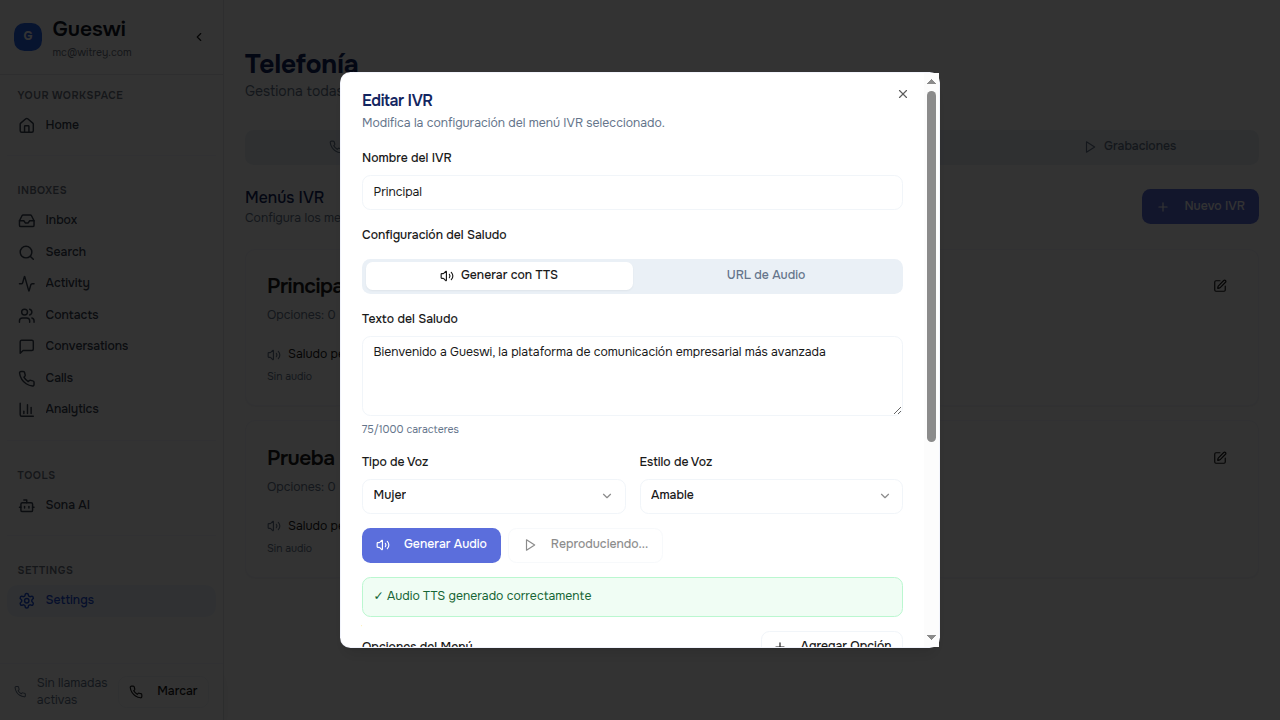 G
Gueswi
mc@witrey.com
YOUR WORKSPACE
Home
INBOXES
Inbox
Search
Activity
Contacts
Conversations
Calls
Analytics
TOOLS
Sona AI
SETTINGS
Settings
Sin llamadas
activas
Marcar
Telefonía
Gestiona todas
Grabaciones
Menús IVR
Configura los me
Nuevo IVR
Principa
Opciones: 0
Saludo pe
Sin audio
Prueba
Opciones: 0
Saludo pe
Sin audio
Editar IVR
Modifica la configuración del menú IVR seleccionado.
Nombre del IVR
Principal
Configuración del Saludo
Generar con TTS
URL de Audio
Texto del Saludo
Bienvenido a Gueswi, la plataforma de comunicación empresarial más avanzada
75/1000 caracteres
Tipo de Voz
Estilo de Voz
Mujer
Amable
Generar Audio
Reproduciendo...
✓ Audio TTS generado correctamente
Opciones del Menú
Agregar Opción